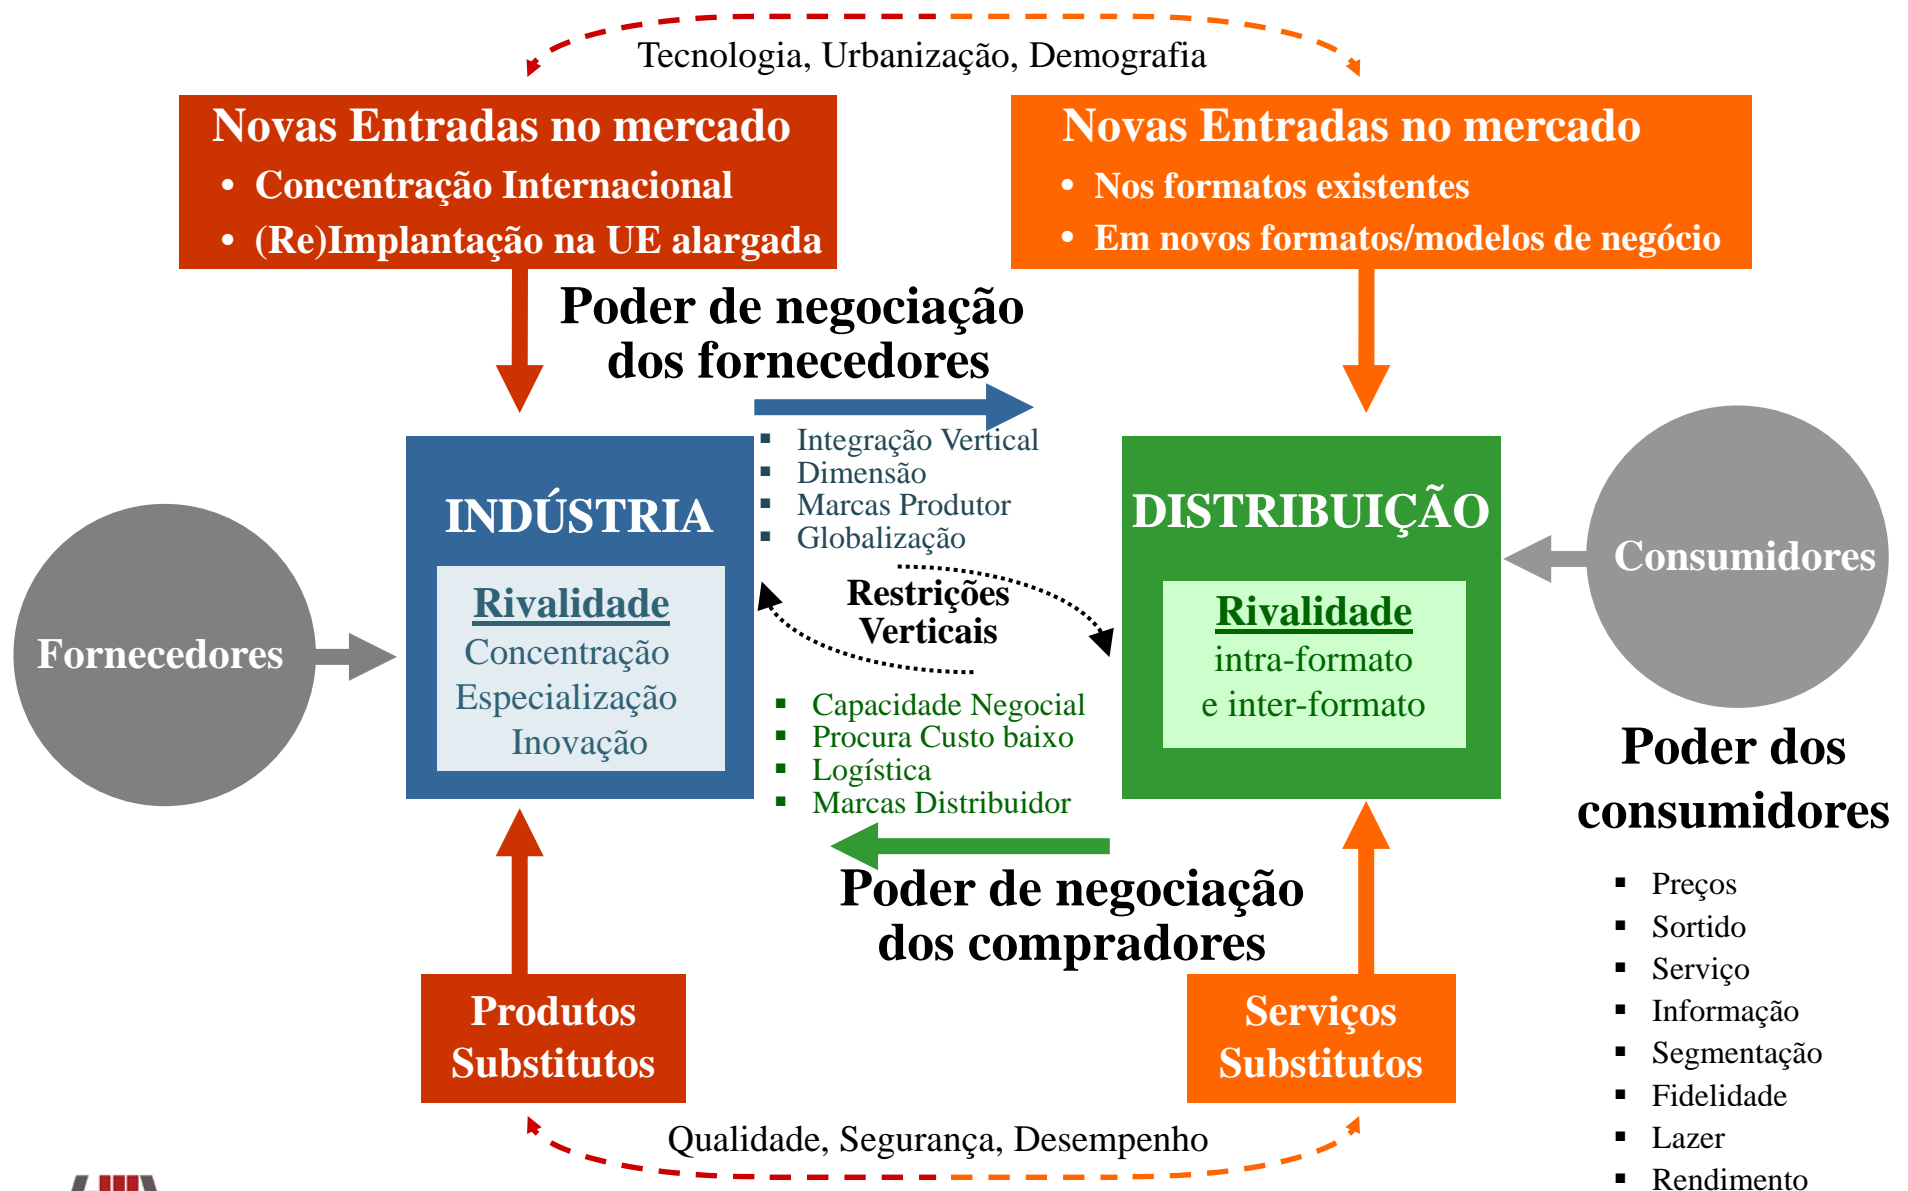 Tecnologia, Urbanização, Demografia
Novas Entradas no mercado
• Concentração Internacional
• (Re)Implantação na UE alargada
Novas Entradas no mercado
• Nos formatos existentes
• Em novos formatos/modelos de negócio
Poder de negociação
dos fornecedores
▪ Integração Vertical
▪ Dimensão
▪ Marcas Produtor
▪ Globalização
Fornecedores
INDÚSTRIA
Rivalidade
Concentração
Especialização
Inovação
Restrições
Verticais
DISTRIBUIÇÃO
Rivalidade
intra-formato
e inter-formato
Consumidores
▪ Capacidade Negocial
▪ Procura Custo baixo
▪ Logística
▪ Marcas Distribuidor
Poder de negociação
dos compradores
Poder dos
consumidores
▪ Preços
▪ Sortido
▪ Serviço
▪ Informação
▪ Segmentação
▪ Fidelidade
▪ Lazer
▪ Rendimento
Produtos
Substitutos
Serviços
Substitutos
Qualidade, Segurança, Desempenho